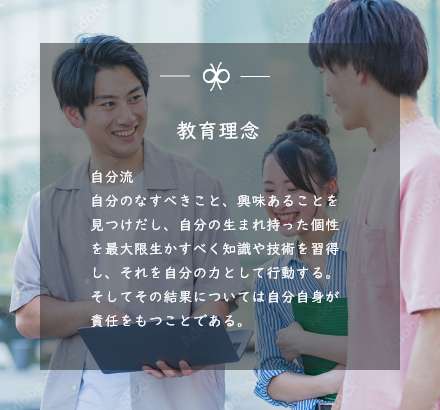 教育理念
自分流
自分のなすべきこと、興味あることを
見つけだし、自分の生まれ持った個性
を最大限生かすべく知識や技術を習得
し、それを自分の力として行動する。
そしてその結果については自分自身が
責任をもつことである。